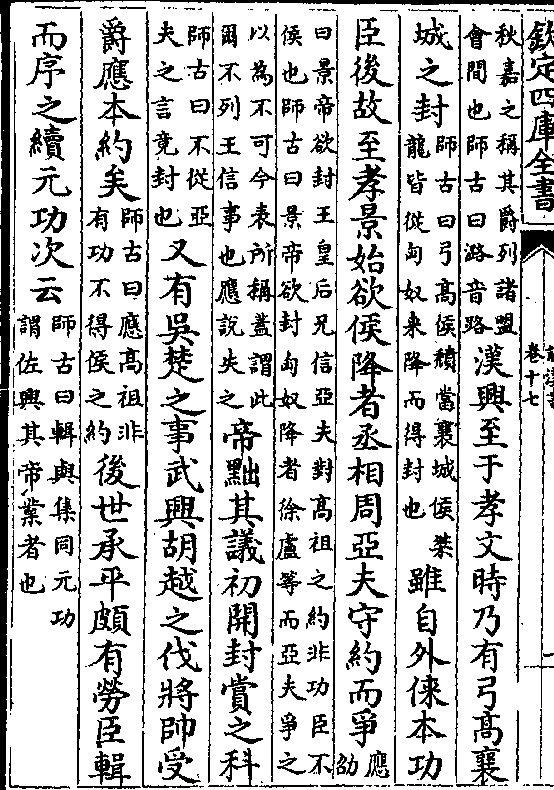 欽定四庫全書
卷十七
秋嘉之稱其爵列諸盟
會間也師古曰潞音路
漢興至于孝文時乃有弓高襄
城之封
師古曰弓高侯穨當襄城侯桀
龍皆從匈奴来降而得封也
雖自外倈本功
臣後故至孝景始欲侯降者丞相周亞夫守約而爭
應
劭
曰景帝欲封王皇后兄信亞夫對高祖之約非功臣不
侯也師古曰景帝欲封匈奴降者徐盧等而亞夫爭之
以為不可今表所稱蓋謂此
爾不列王信事也應說失之
帝黜其議初開封賞之科
師古曰不從亞
夫之言竟封也
又有吳楚之事武興胡越之伐將帥受
爵應本約矣
師古曰應高祖非
有功不得侯之約
後世承平頗有勞臣輯
而序之續元功次云
師古曰輯與集同元功
謂佐興其帝業者也